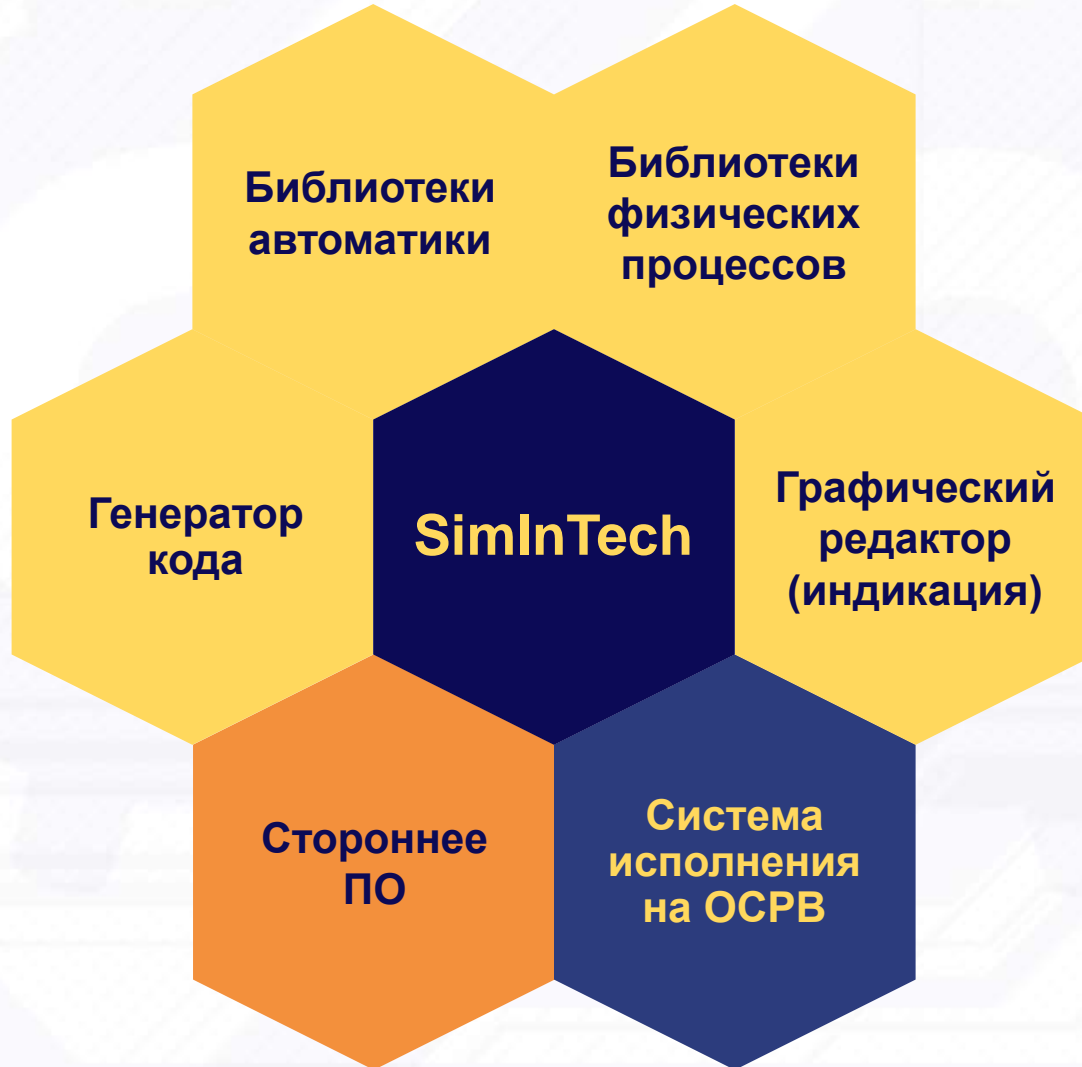 Библиотеки
автоматики
Библиотеки
физических
процессов
Генератор
кода
SimInTech
Графический
редактор
(индикация)
Стороннее
ПО
Система
исполнения
на ОСРВ